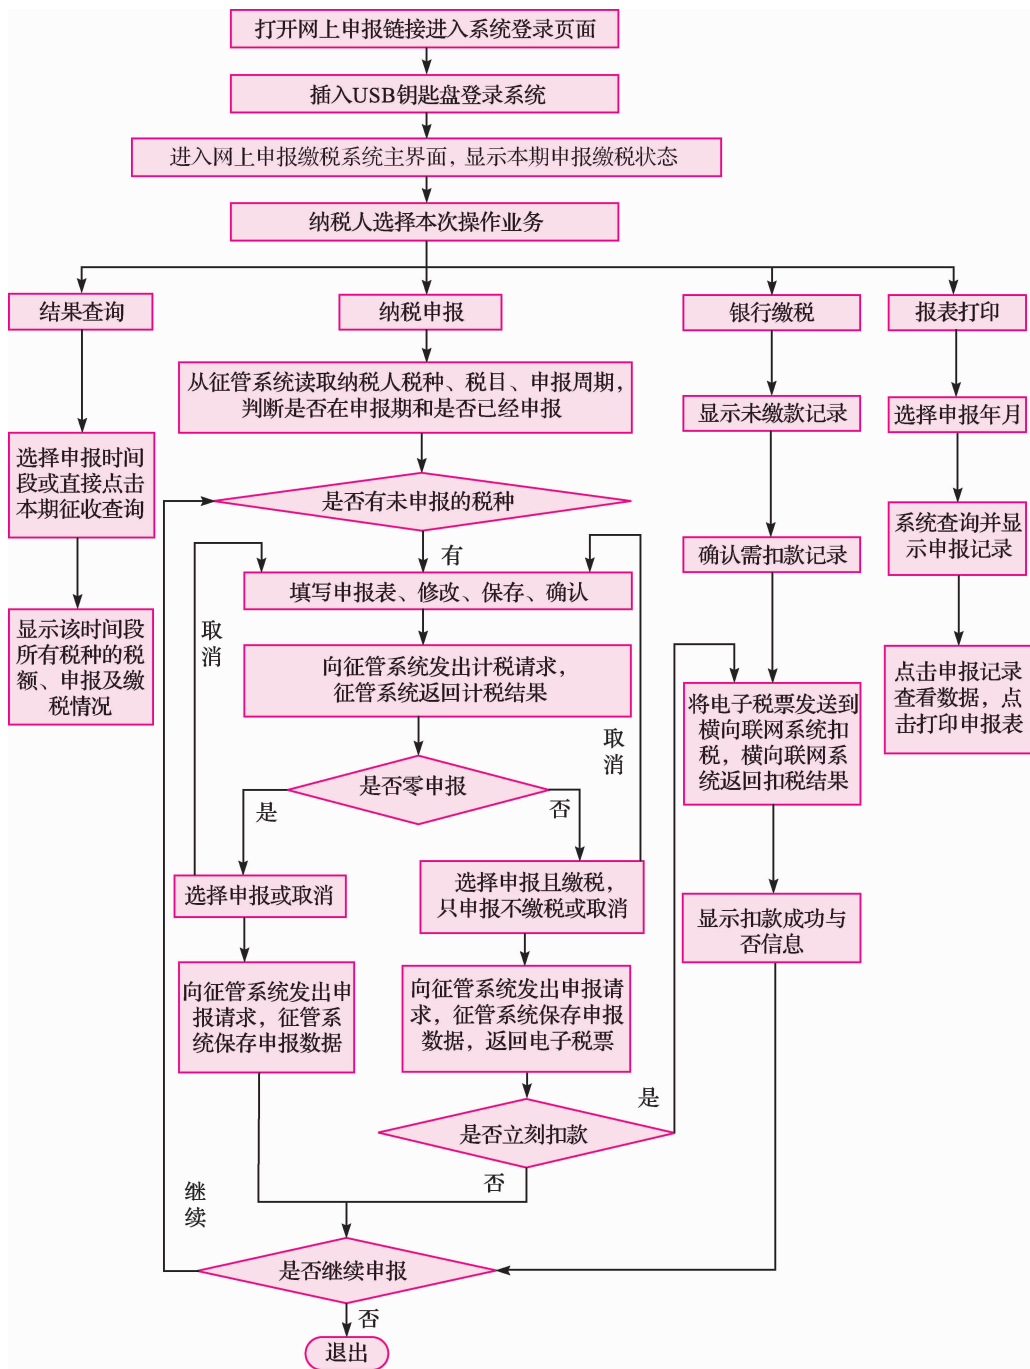 打开网上申报链接进入系统登录页面
插入USB钥匙盘登录系统
进入网上申报缴税系统主界面，显示本期申报缴税状态
纳税人选择本次操作业务
结果查询
纳税申报
银行缴税
报表打印
从征管系统读取纳税人税种、税目、申报周期，
判断是否在申报期和是否已经申报
显示未缴款记录
选择申报年月
选择申报时间
段或直接点击
本期征收查询
是否有未申报的税种
系统查询并显
示申报记录
有
确认需扣款记录
填写申报表、修改、保存、确认
取
消
显示该时间段
所有税种的税
额、申报及缴
税情况
向征管系统发出计税请求，
征管系统返回计税结果
点击申报记录
查看数据，点
击打印申报表
将电子税票发送到
横向联网系统扣
税，横向联网系
统返回扣税结果
取
消
是否零申报
是
否
选择申报或取消
选择申报且缴税，
只申报不缴税或取消
显示扣款成功与
否信息
向征管系统发出申
报请求，征管系
统保存申报数据
向征管系统发出申报请
求，征管系统保存申报
数据，返回电子税票
是
是否立刻扣款
否
继
续
是否继续申报
否
退出